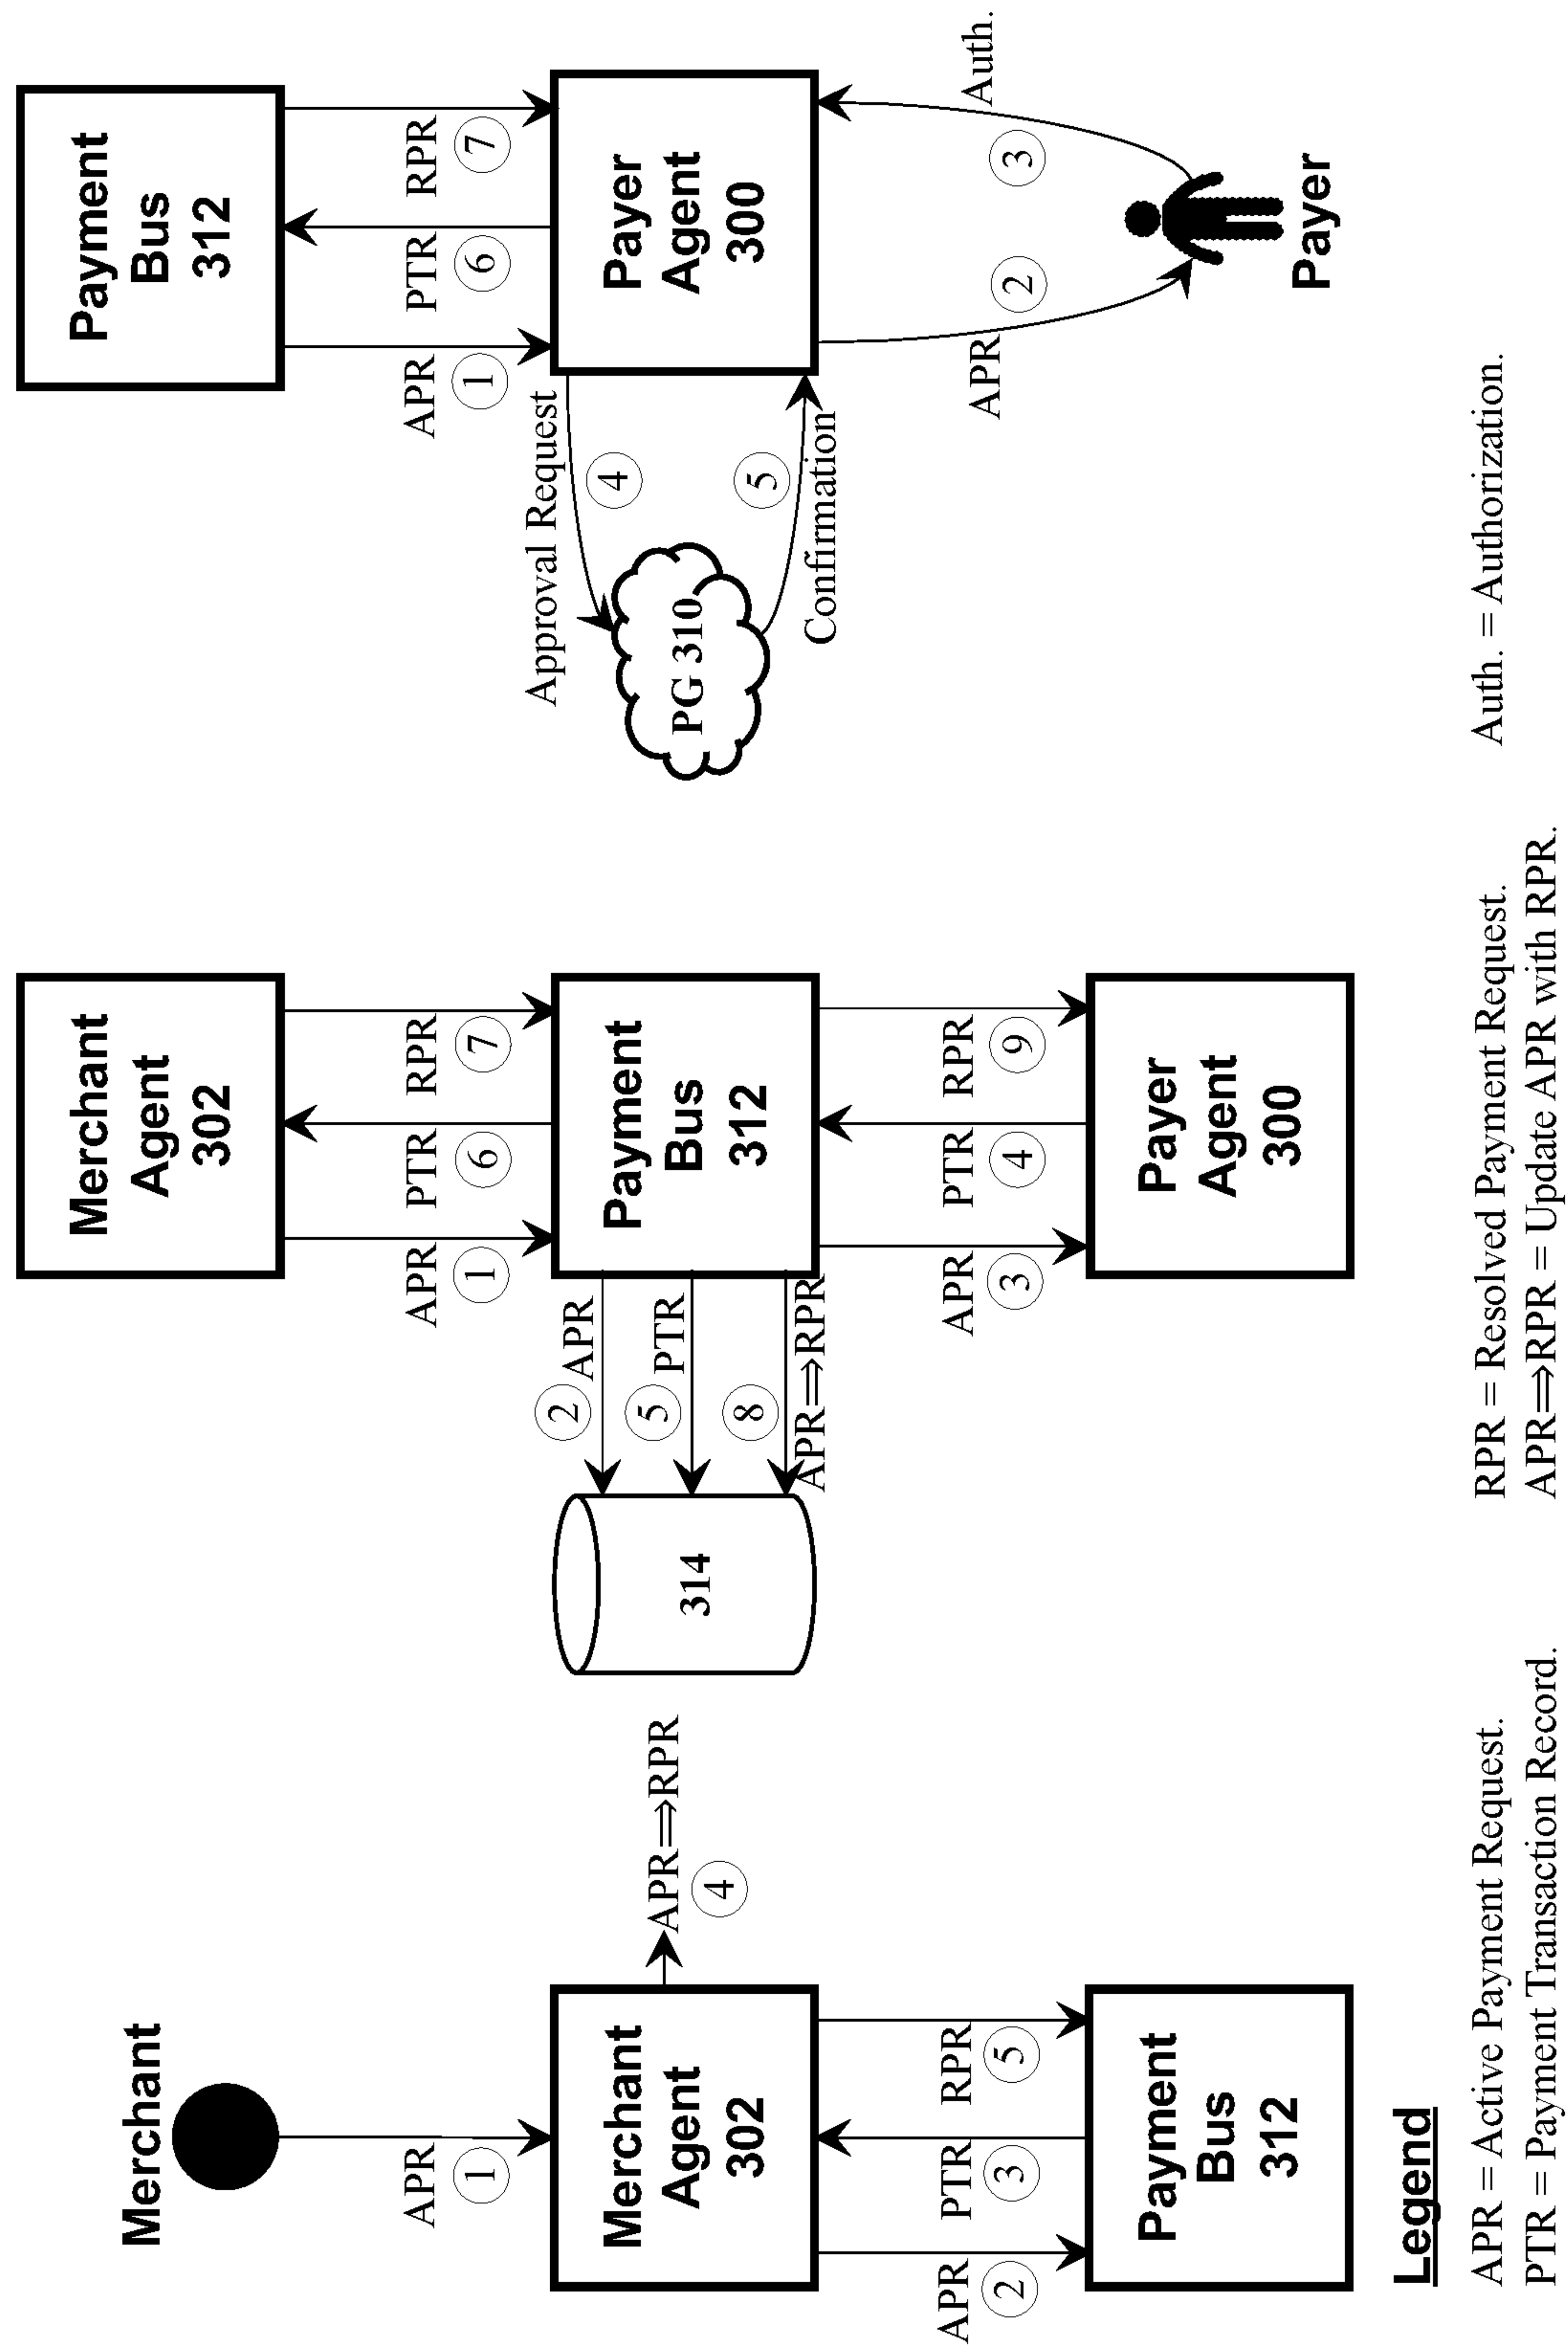 Merchant
APR
1
Merchant
Agent
302
APR⇒RPR
4
APR
2
PTR
3
RPR
5
Payment
Bus
312
Merchant
Agent
302
APR
1
PTR
6
RPR
7
Payment
Bus
312
2
APR
5
PTR
8
APR⇒RPR
314
APR
3
PTR
4
RPR
9
Payer
Agent
300
Payment
Bus
312
APR
1
PTR
6
RPR
7
Payer
Agent
300
Approval Request
4
PG 310
5
Confirmation
APR
2
3
Auth.
Payer
Legend
APR = Active Payment Request.
PTR = Payment Transaction Record.
RPR = Resolved Payment Request.
APR⇒RPR = Update APR with RPR.
Auth. = Authorization.